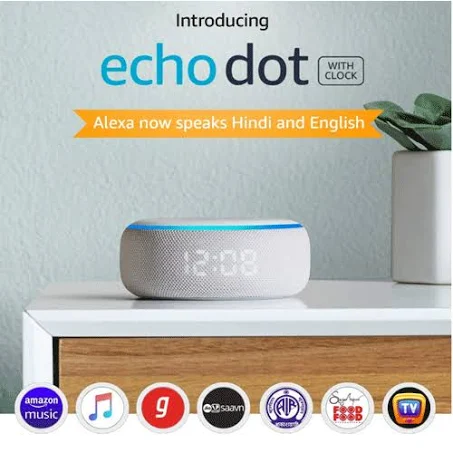 Introducing
echo dot WITH CLOCK
Alexa now speaks Hindi and English
12:08
amazon music
g
saavn
FOOD FOOD
TV